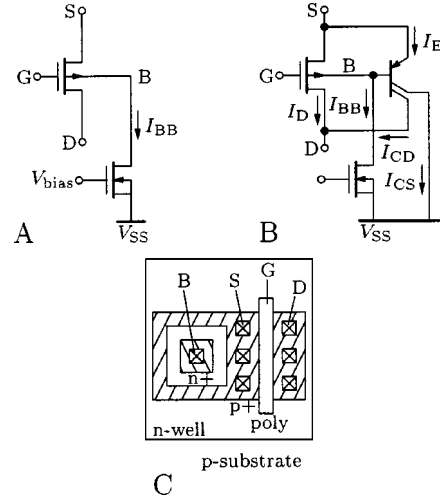 S
G
B
I_BB
D
V_bias
V_SS
A
S
I_E
G
B
I_D
I_BB
D
I_CD
I_CS
V_SS
B
G
B
S
D
n+
p+
poly
n-well
p-substrate
C